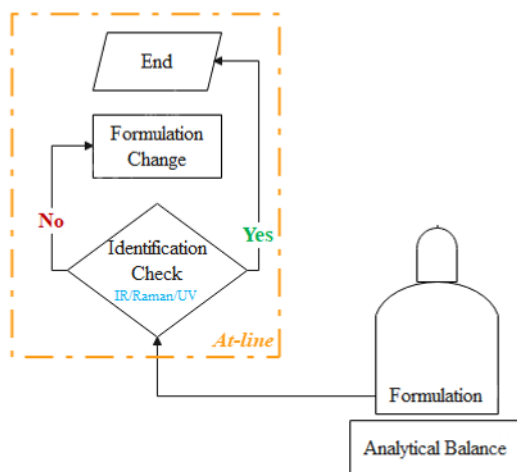 End
Formulation
Change
No
Yes
Identification
Check
IR/Raman/UV
At-line
Formulation
Analytical Balance